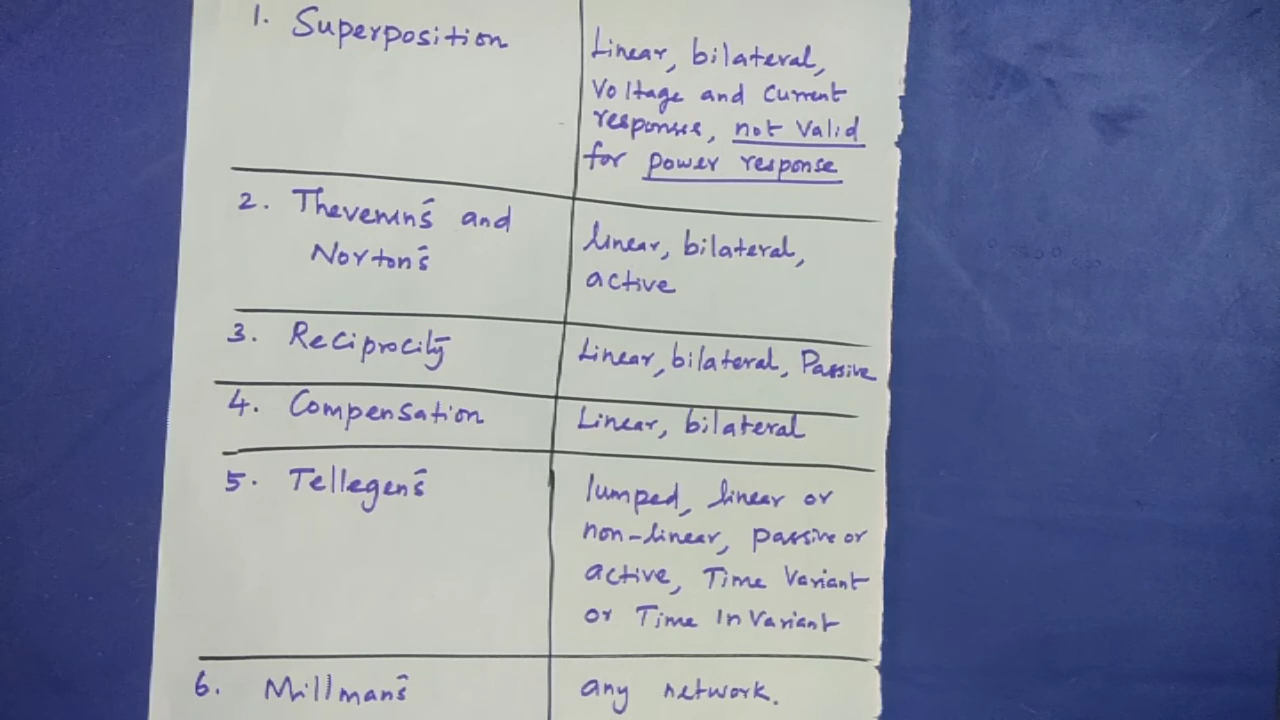 1. Superposition
Linear, bilateral,
Voltage and Current
responses, not Valid
for power response
2. Thevenin's and
Norton's
linear, bilateral,
active
3. Reciprocity
Linear, bilateral, Passive
4. Compensation
Linear, bilateral
5. Tellegen's
lumped, linear or
non-linear, passive or
active, Time Variant
or Time InVariant
6. Millman's
any network.